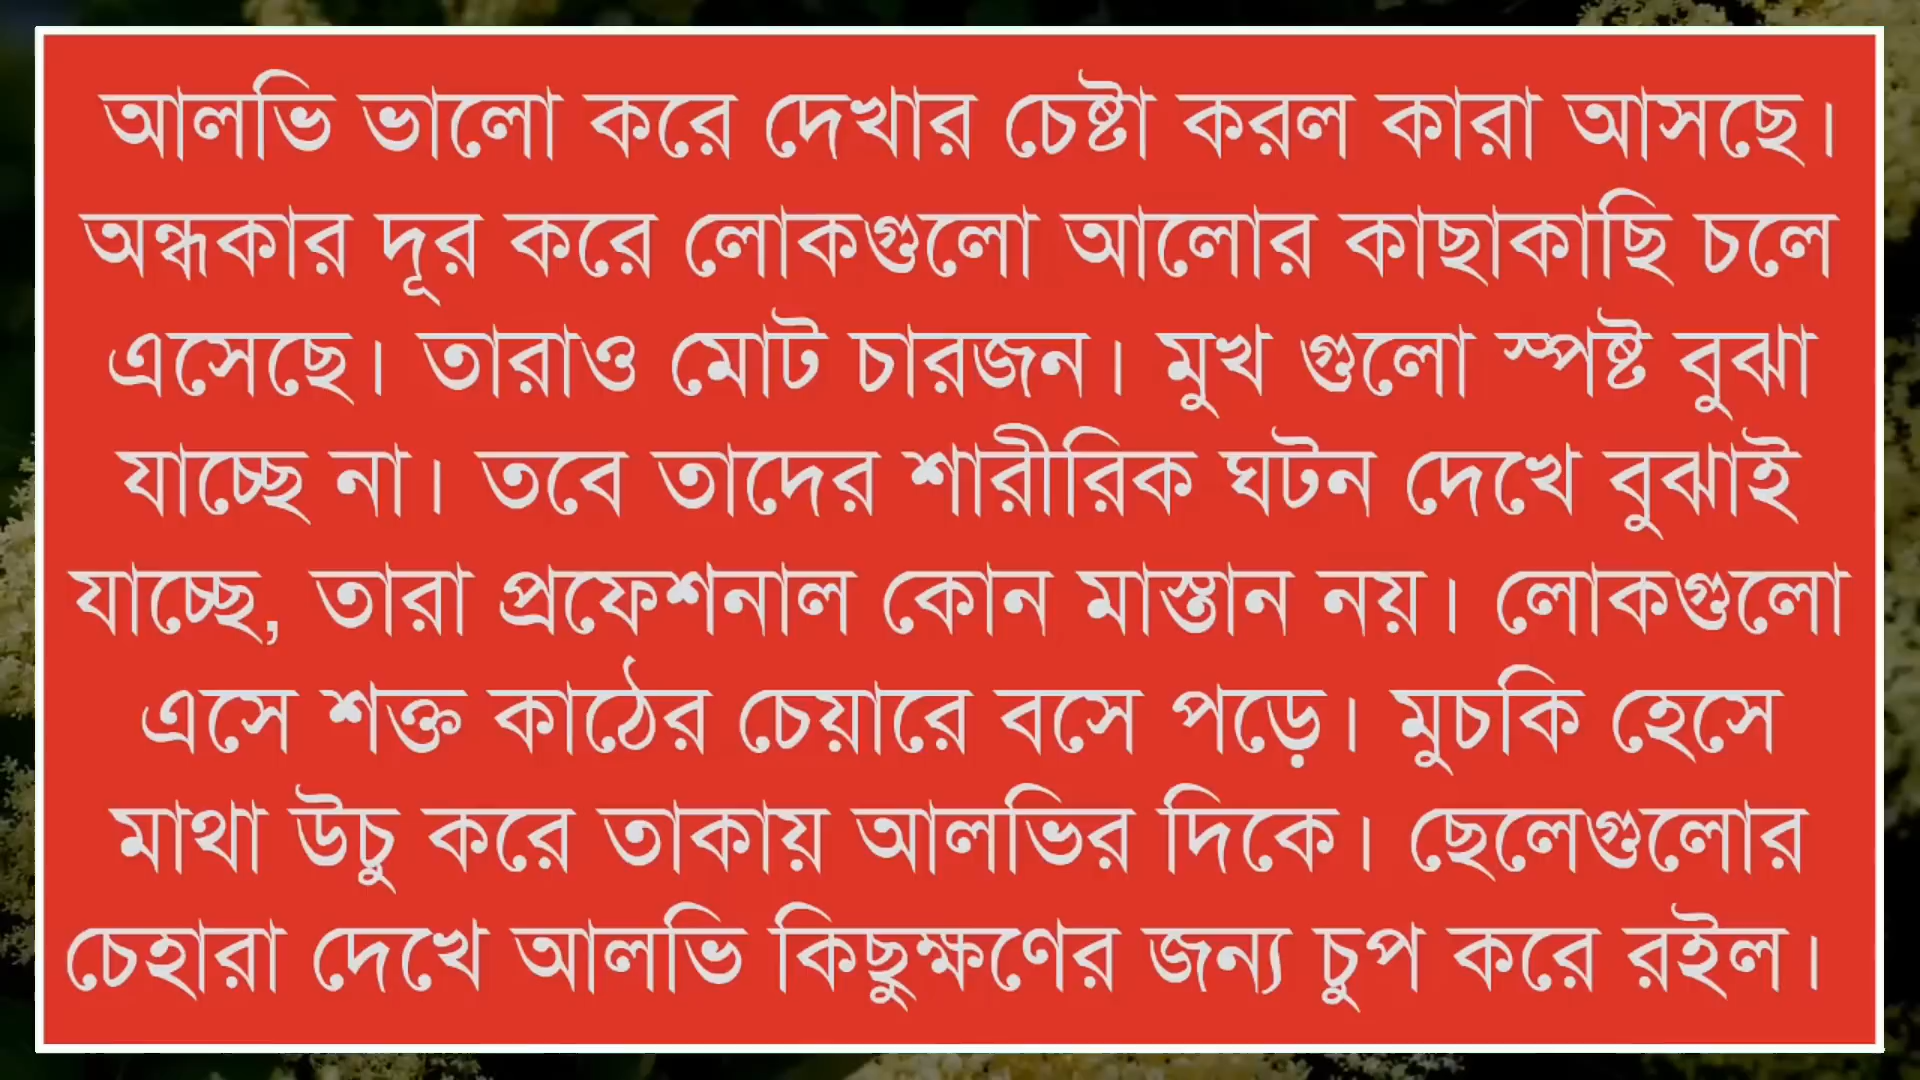 আলভি ভালো করে দেখার চেষ্টা করল কারা আসছে।
অন্ধকার দূর করে লোকগুলো আলোর কাছাকাছি চলে
এসেছে। তারাও মোট চারজন। মুখ গুলো স্পষ্ট বুঝা
যাচ্ছে না। তবে তাদের শারীরিক ঘটন দেখে বুঝাই
যাচ্ছে, তারা প্রফেশনাল কোন মাস্তান নয়। লোকগুলো
এসে শক্ত কাঠের চেয়ারে বসে পড়ে। মুচকি হেসে
মাথা উচু করে তাকায় আলভির দিকে। ছেলেগুলোর
চেহারা দেখে আলভি কিছুক্ষণের জন্য চুপ করে রইল।